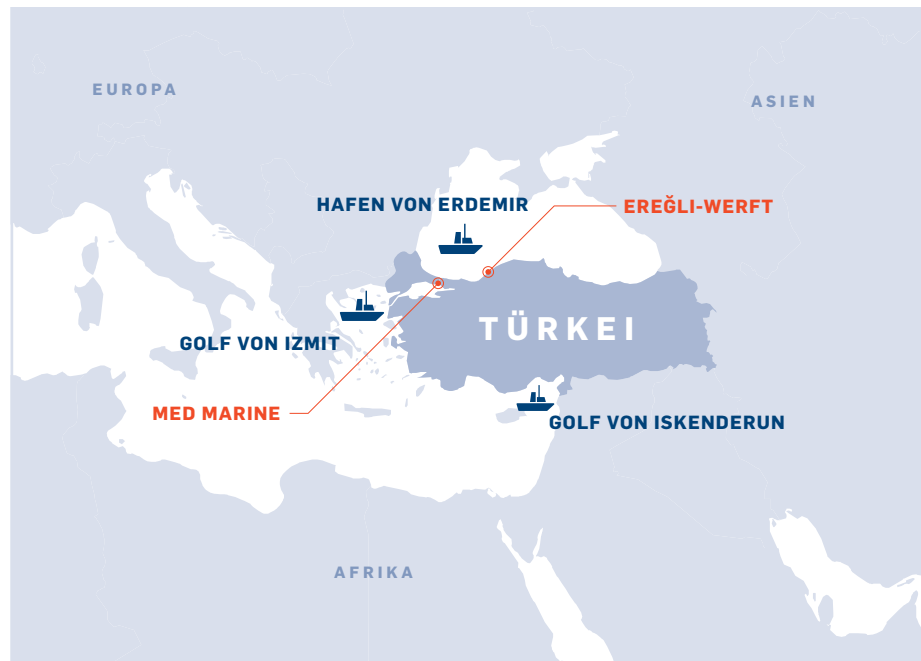 EUROPA
ASIEN
HAFEN VON ERDEMIR
EREĞLI-WERFT
TÜRKEI
GOLF VON IZMIT
MED MARINE
GOLF VON ISKENDERUN
AFRIKA